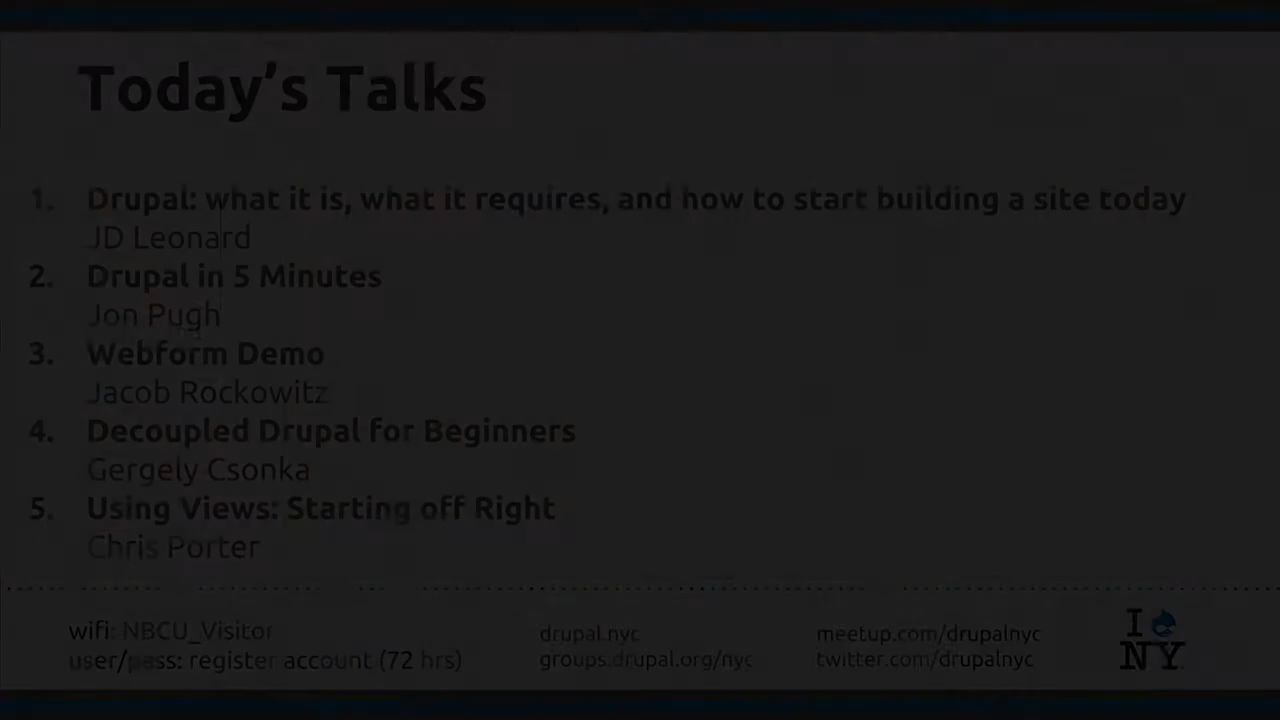 Today's Talks
1. Drupal: what it is, what it requires, and how to start building a site today
JD Leonard
2. Drupal in 5 Minutes
Jon Pugh
3. Webform Demo
Jacob Rockowitz
4. Decoupled Drupal for Beginners
Gergely Csonka
5. Using Views: Starting off Right
Chris Porter
wifi: NBCU_Visitor
user/pass: register account (72 hrs)
drupal.nyc
groups.drupal.org/nyc
meetup.com/drupalnyc
twitter.com/drupalnyc
I
NY